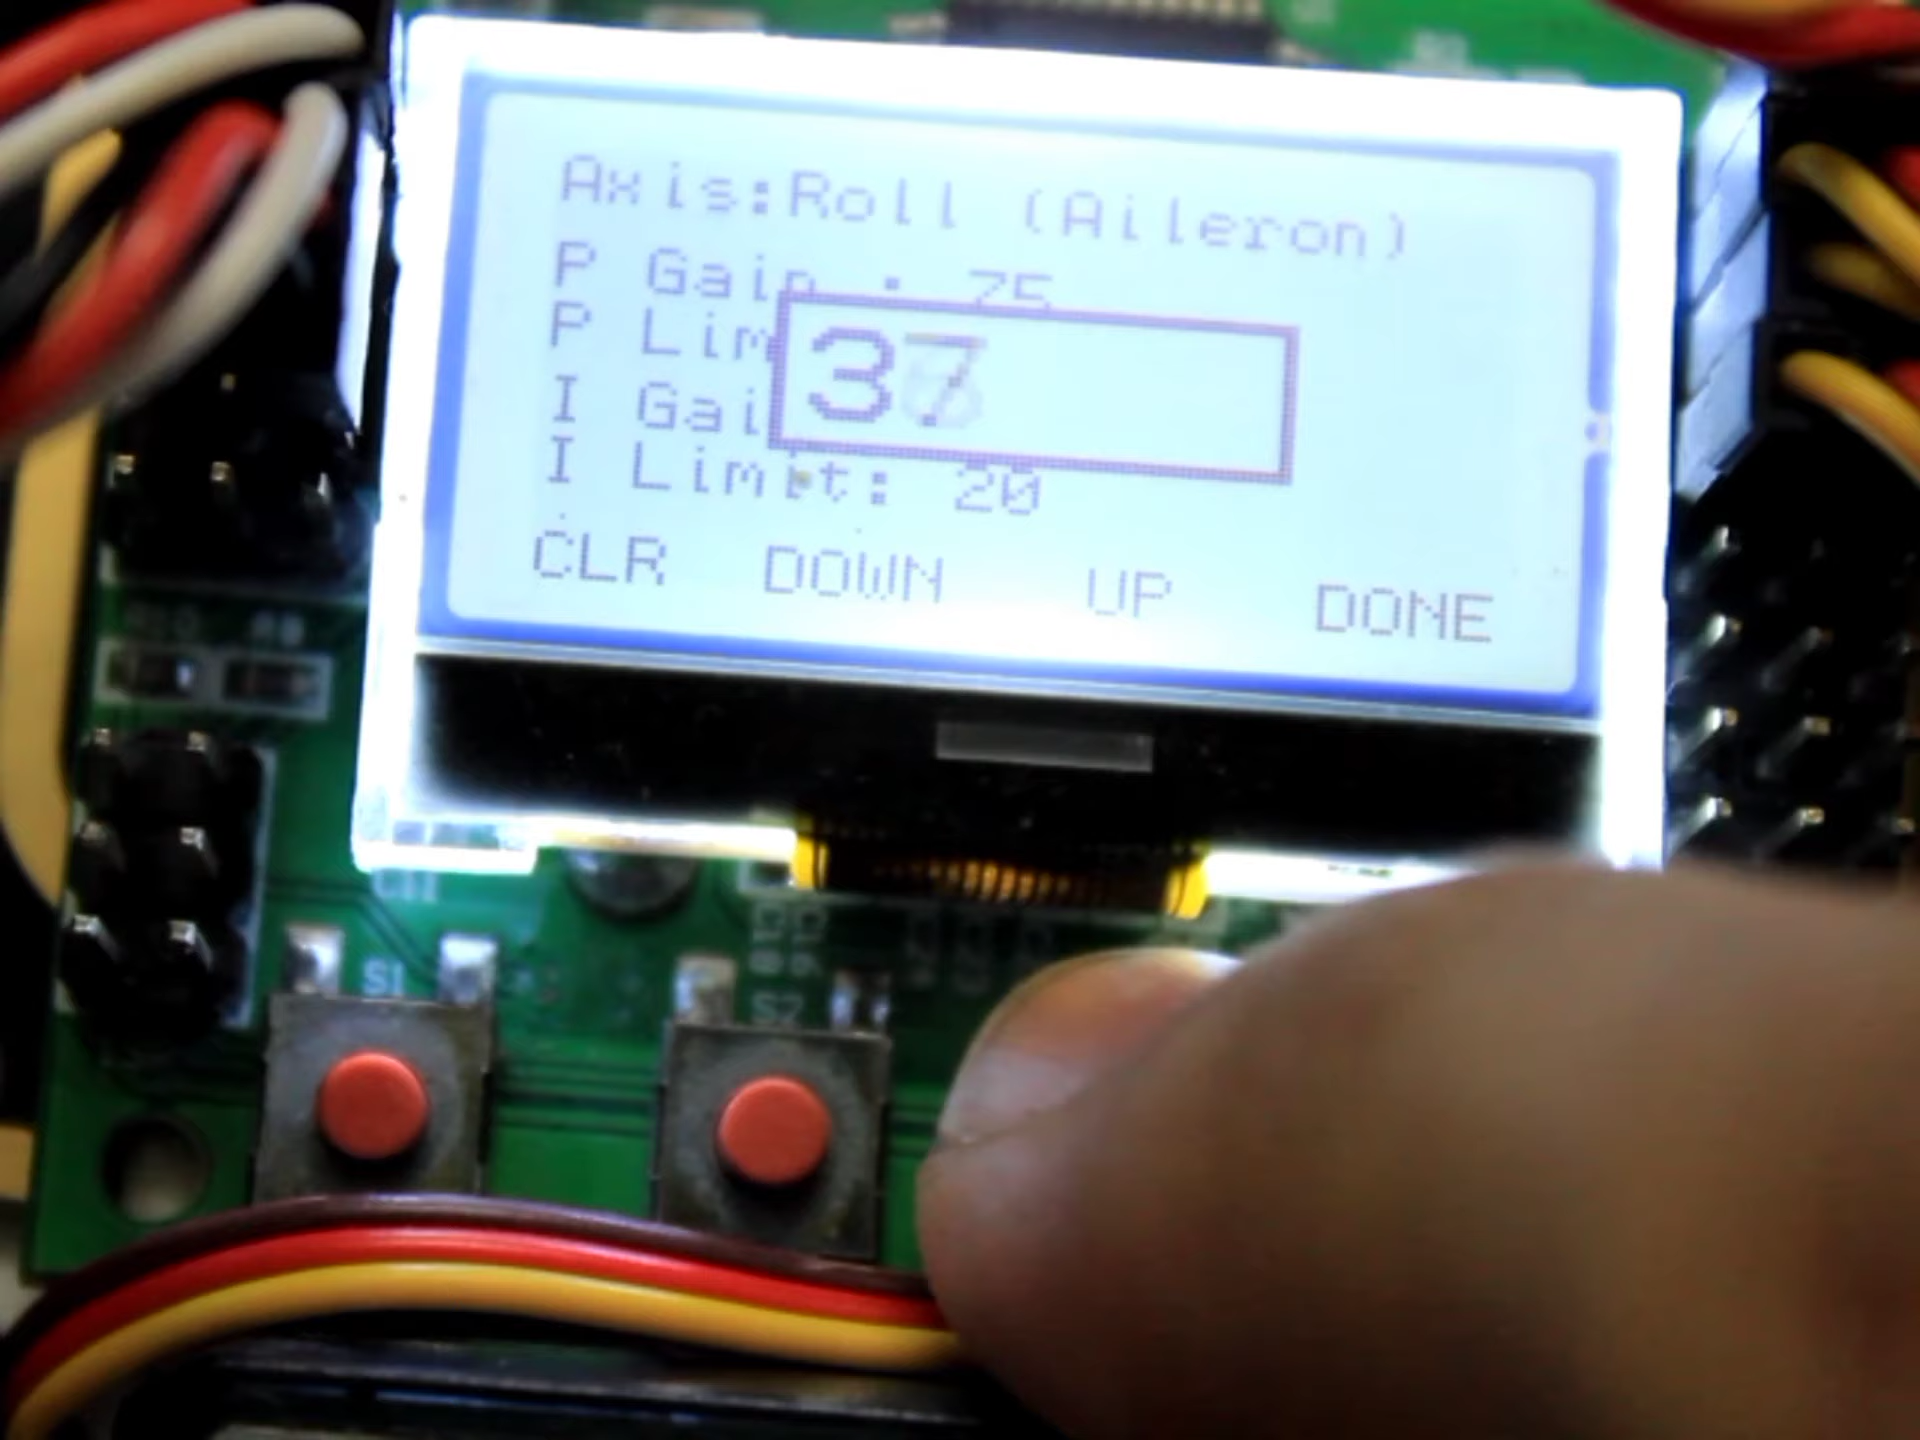 Axis:Roll (Aileron)
P Gain : 75
P Lim
37
I Gai
I Limit: 20
CLR DOWN UP DONE
S1
S2